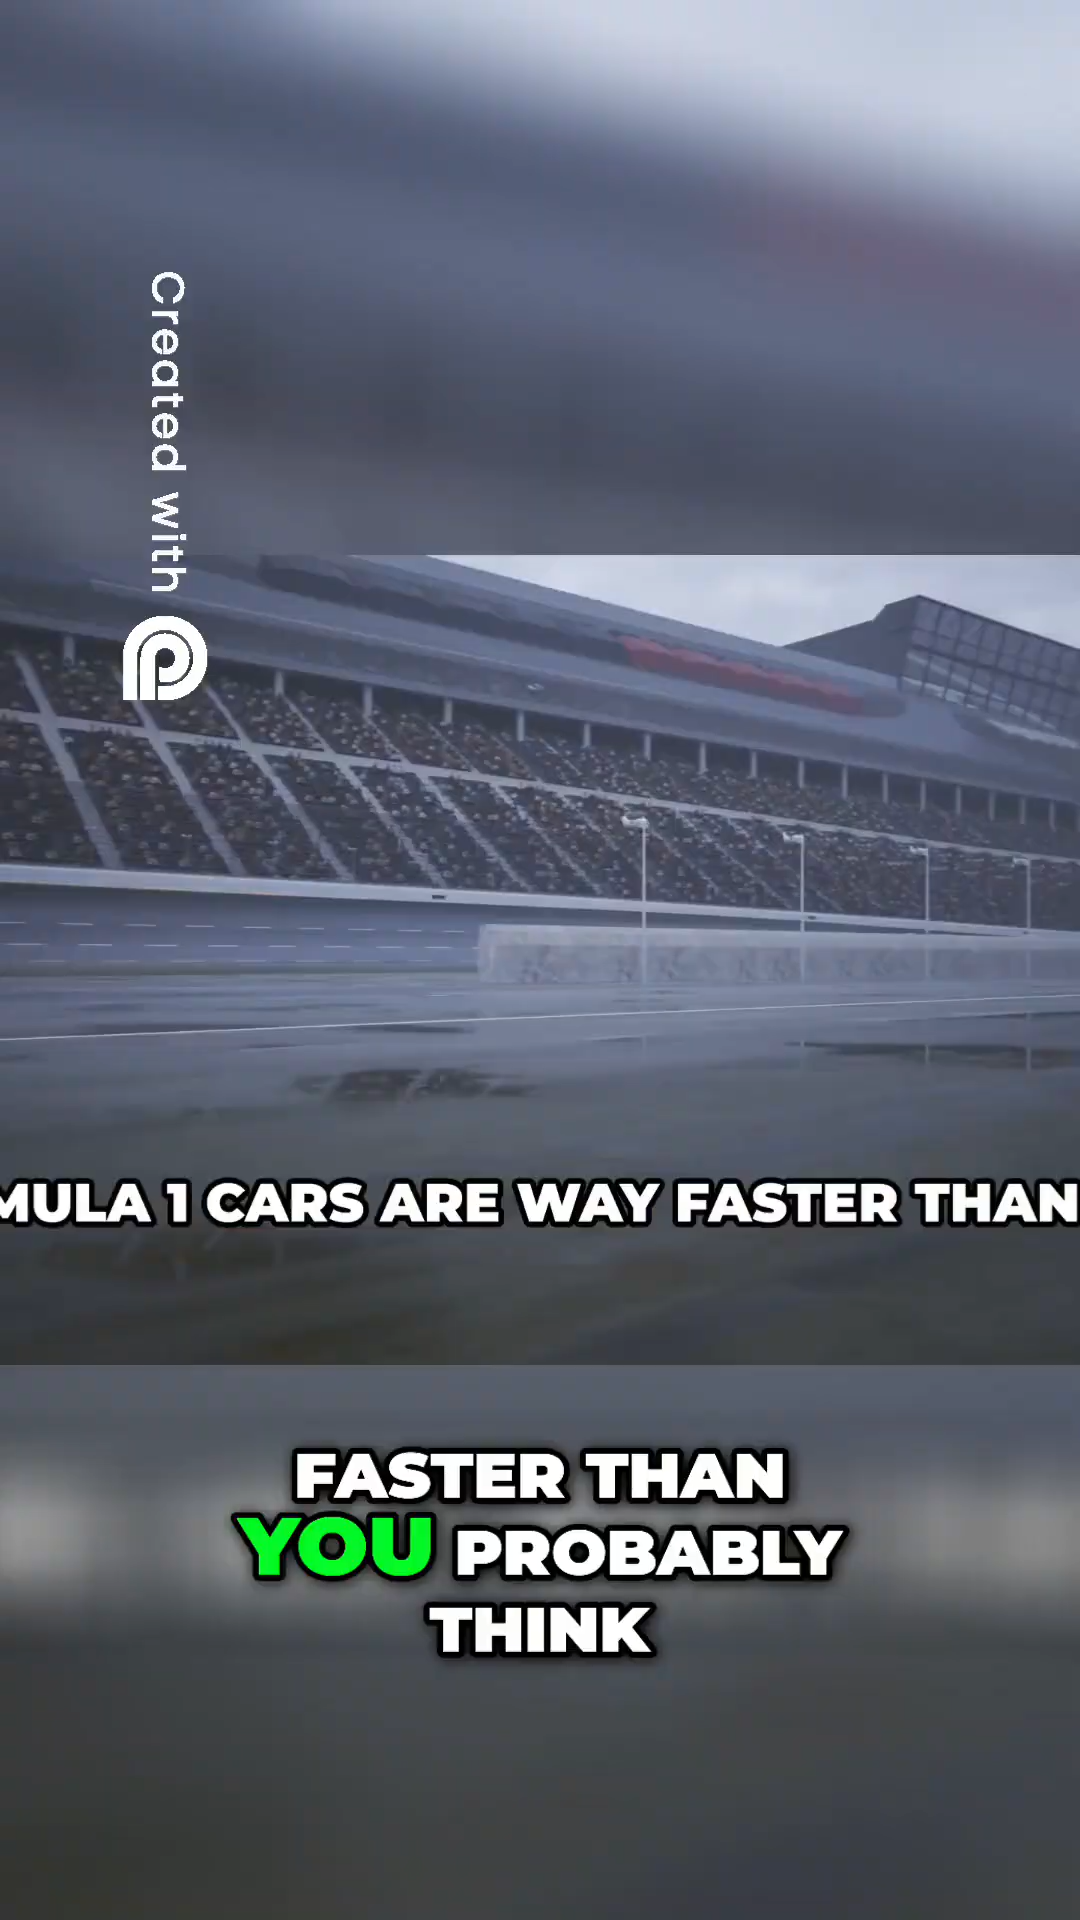 Created with
MULA 1 CARS ARE WAY FASTER THAN
FASTER THAN
YOU PROBABLY
THINK